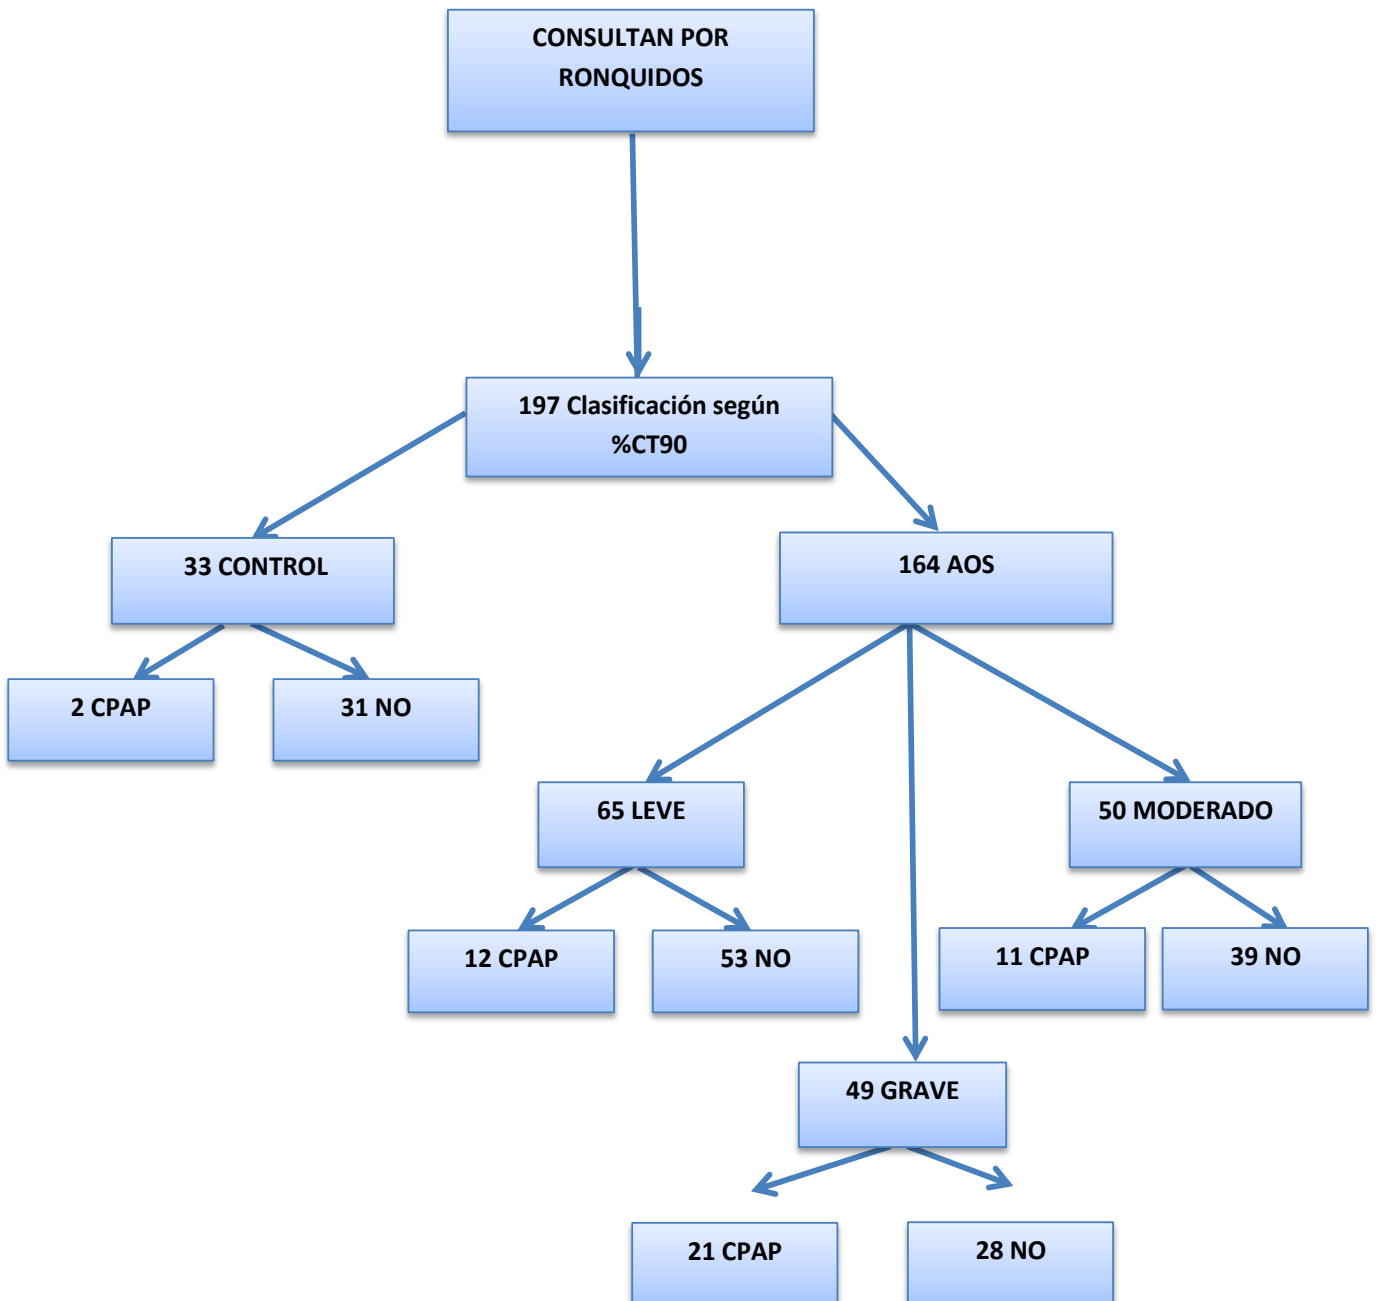 CONSULTAN POR
RONQUIDOS
197 Clasificación según
%CT90
33 CONTROL
164 AOS
2 CPAP
31 NO
65 LEVE
50 MODERADO
12 CPAP
53 NO
11 CPAP
39 NO
49 GRAVE
21 CPAP
28 NO